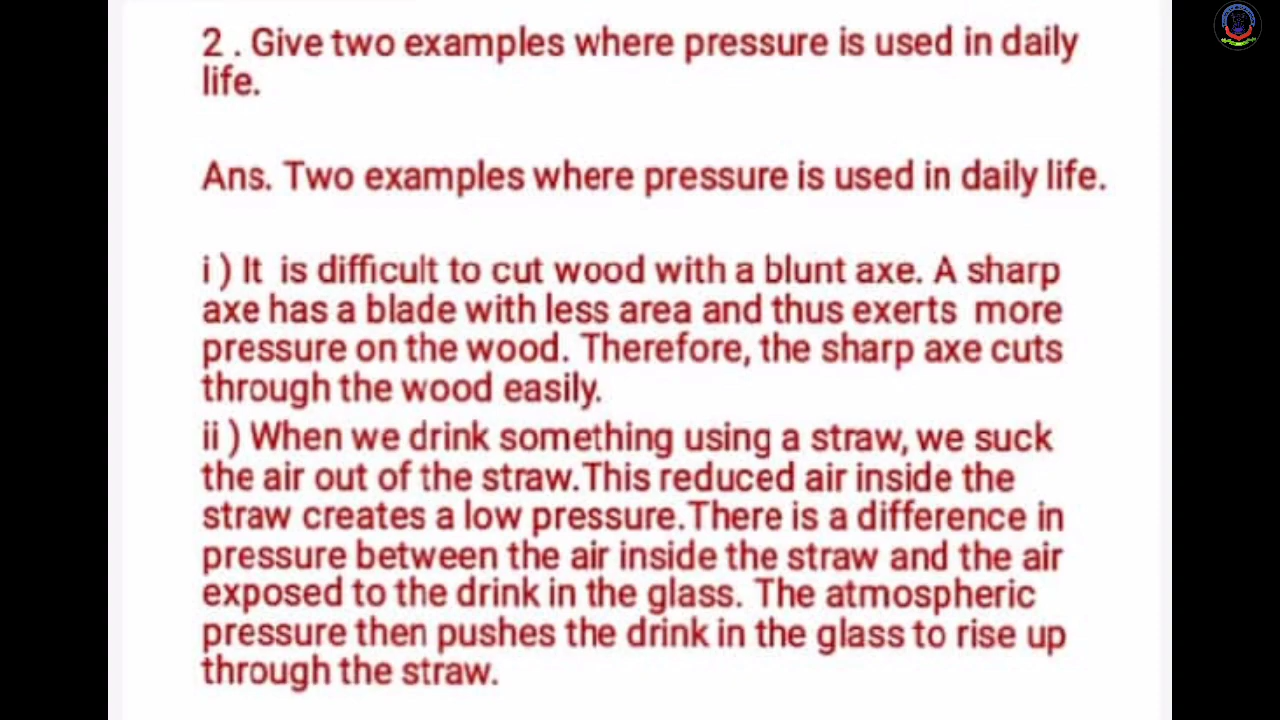 2 . Give two examples where pressure is used in daily
life.
Ans. Two examples where pressure is used in daily life.
i ) It  is difficult to cut wood with a blunt axe. A sharp
axe has a blade with less area and thus exerts  more
pressure on the wood. Therefore, the sharp axe cuts
through the wood easily.
ii ) When we drink something using a straw, we suck
the air out of the straw.This reduced air inside the
straw creates a low pressure.There is a difference in
pressure between the air inside the straw and the air
exposed to the drink in the glass. The atmospheric
pressure then pushes the drink in the glass to rise up
through the straw.